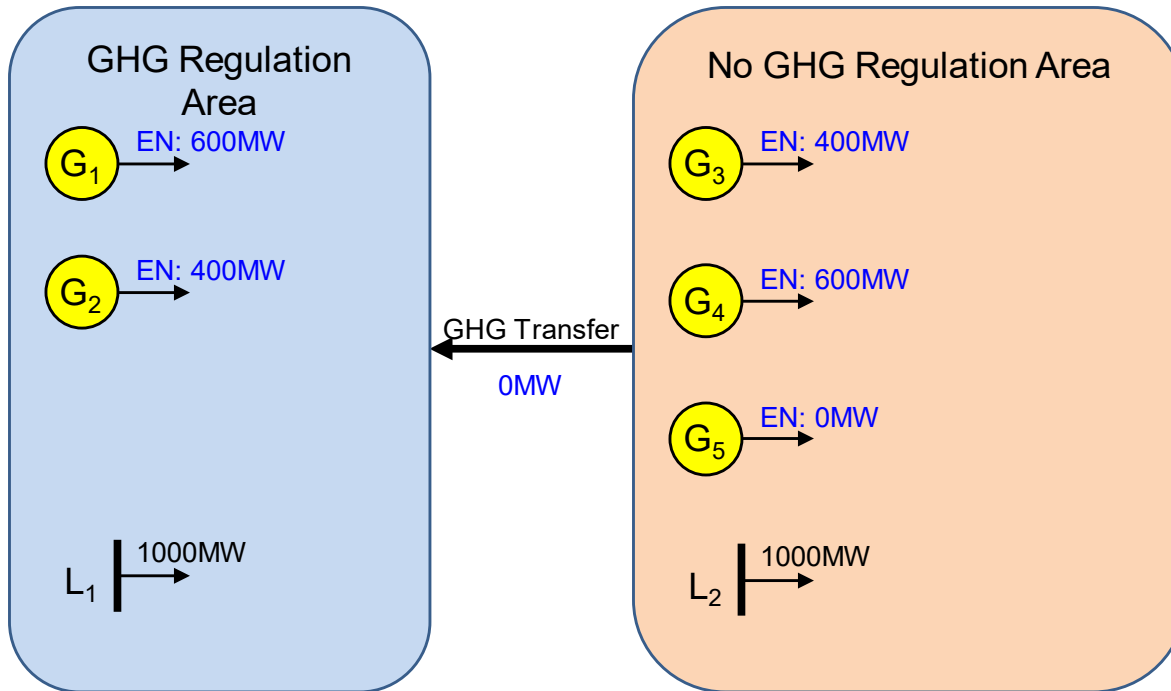 GHG Regulation
Area
G1
EN: 600MW
G2
EN: 400MW
L1
1000MW
GHG Transfer
0MW
No GHG Regulation Area
G3
EN: 400MW
G4
EN: 600MW
G5
EN: 0MW
L2
1000MW